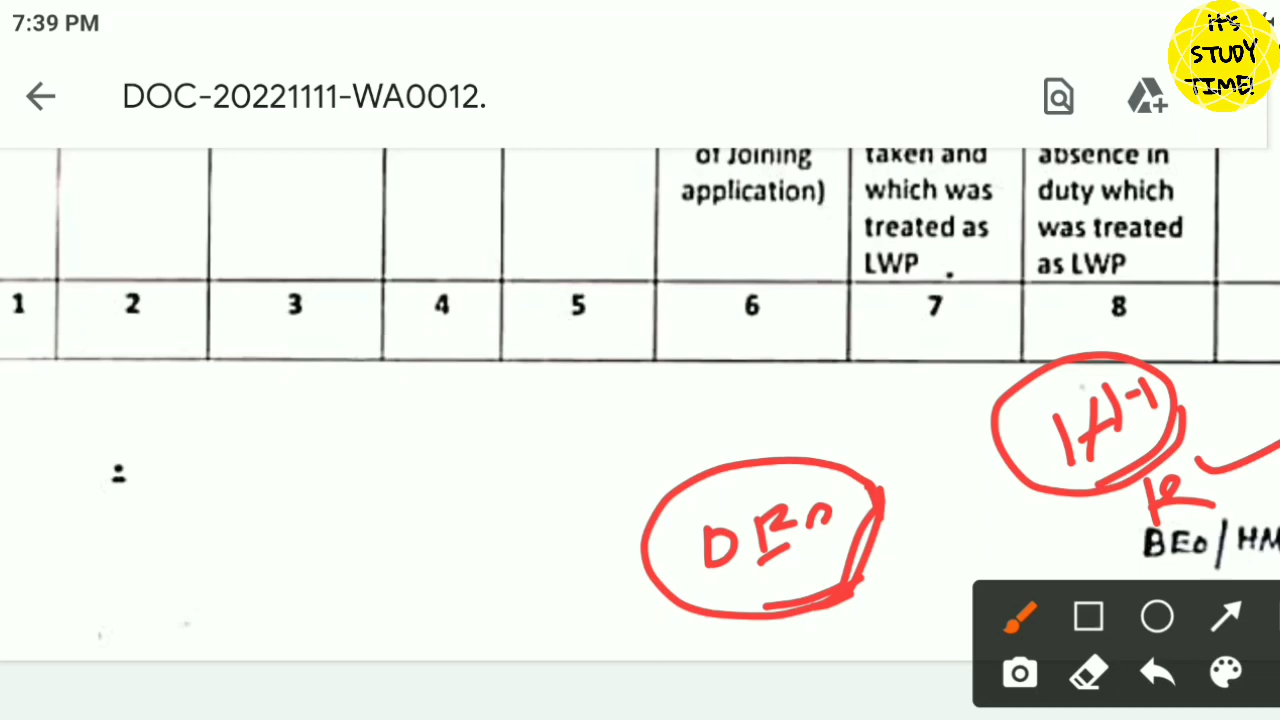 7:39 PM
It's
STUDY
TIME!
DOC-20221111-WA0012.
of Joining
application)
taken and
which was
treated as
LWP .
absence in
duty which
was treated
as LWP
1 2 3 4 5 6 7 8
BEO/HM